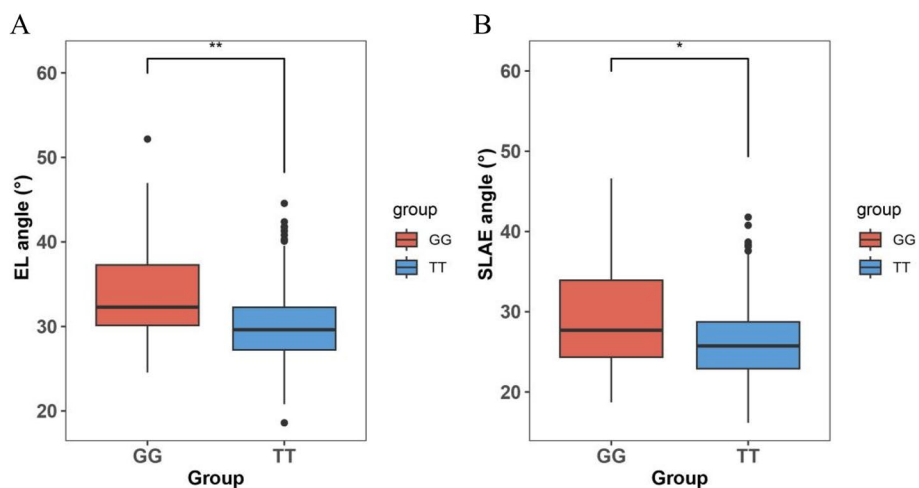 A
**
60
50
40
30
20
EL angle (°)
GG
TT
Group
group
GG
TT
B
*
60
50
40
30
20
SLAE angle (°)
GG
TT
Group
group
GG
TT